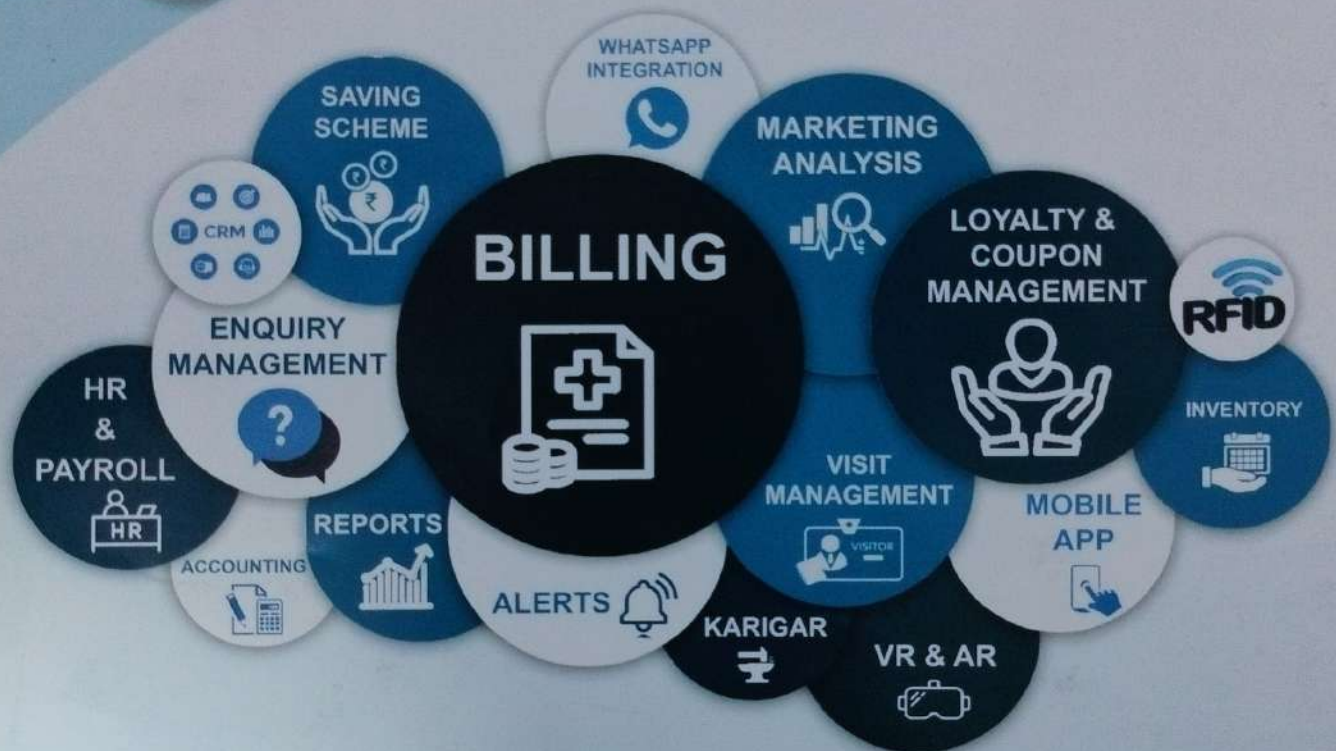 WHATSAPP
INTEGRATION
SAVING
SCHEME
MARKETING
ANALYSIS
CRM
BILLING
LOYALTY &
COUPON
MANAGEMENT
RFID
ENQUIRY
MANAGEMENT
?
HR
&
PAYROLL
HR
INVENTORY
VISIT
MANAGEMENT
VISITOR
MOBILE
APP
REPORTS
ACCOUNTING
ALERTS
KARIGAR
VR & AR